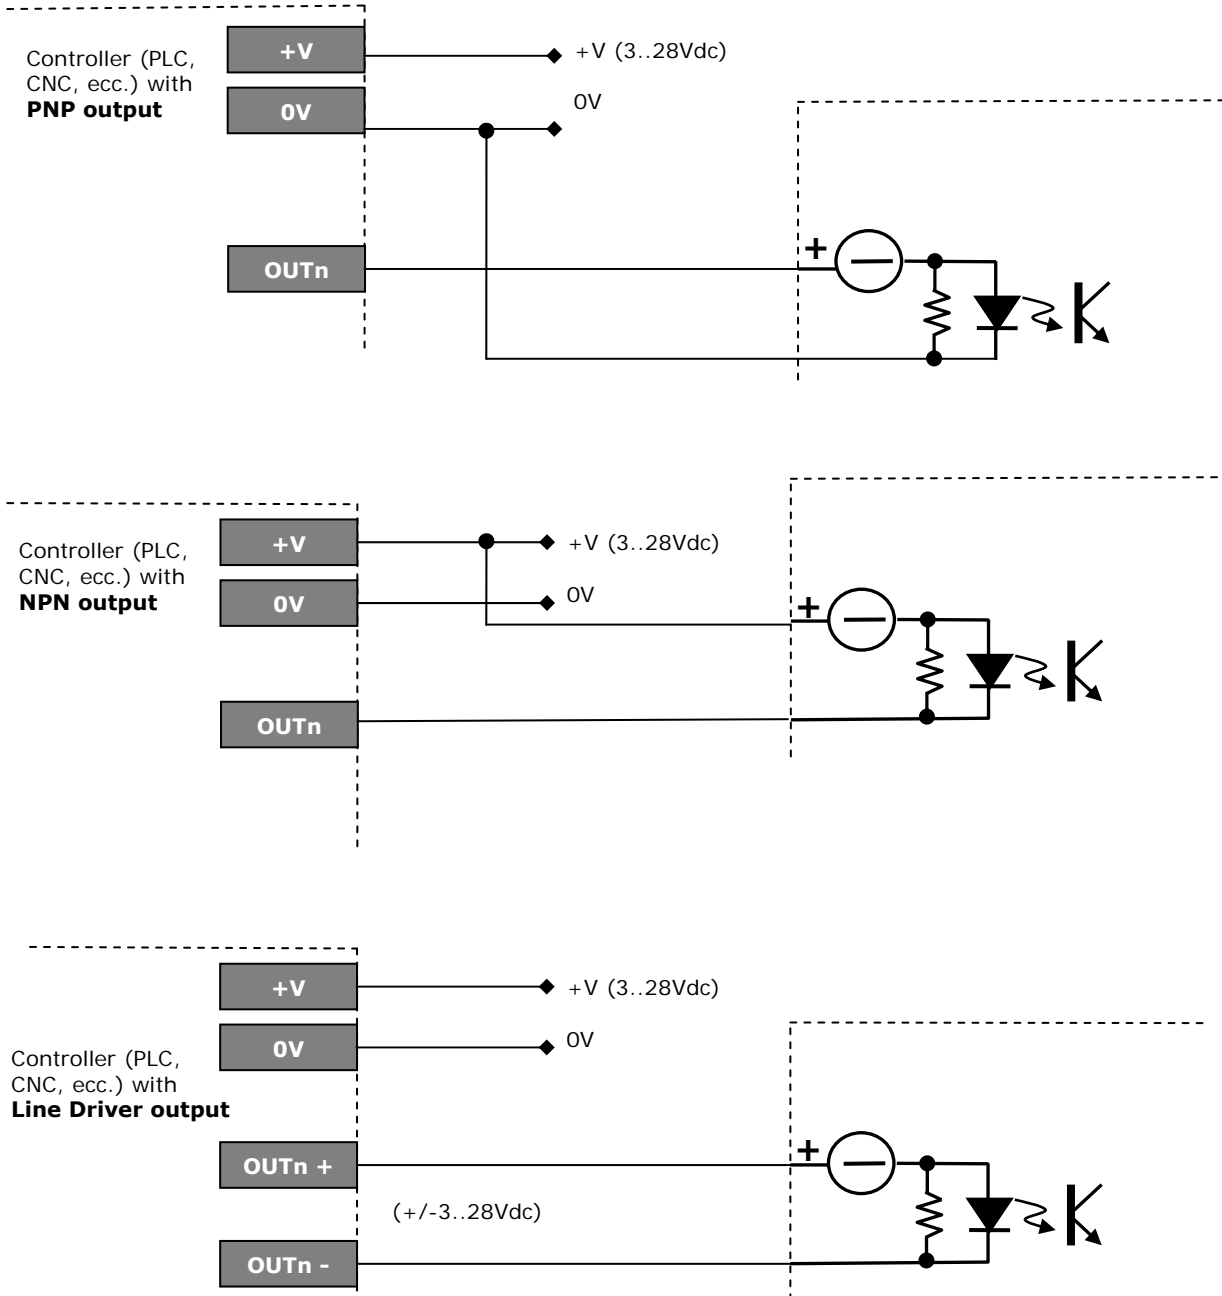 Controller (PLC,
CNC, ecc.) with
PNP output
+V
0V
OUTn
+V (3..28Vdc)
0V
+
Controller (PLC,
CNC, ecc.) with
NPN output
+V
0V
OUTn
+V (3..28Vdc)
0V
+
Controller (PLC,
CNC, ecc.) with
Line Driver output
+V
0V
OUTn +
OUTn -
+V (3..28Vdc)
0V
(+/-3..28Vdc)
+